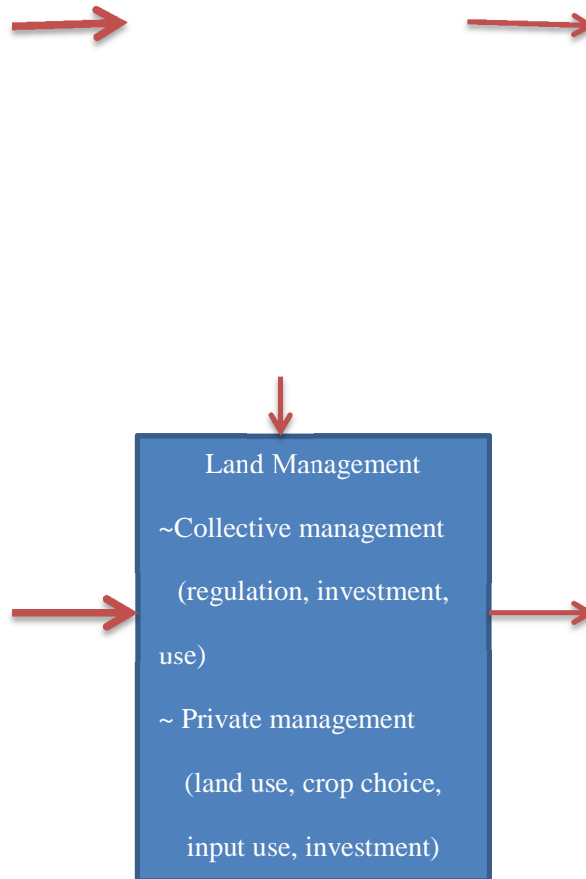 Land Management
~Collective management
(regulation, investment,
use)
~ Private management
(land use, crop choice,
input use, investment)